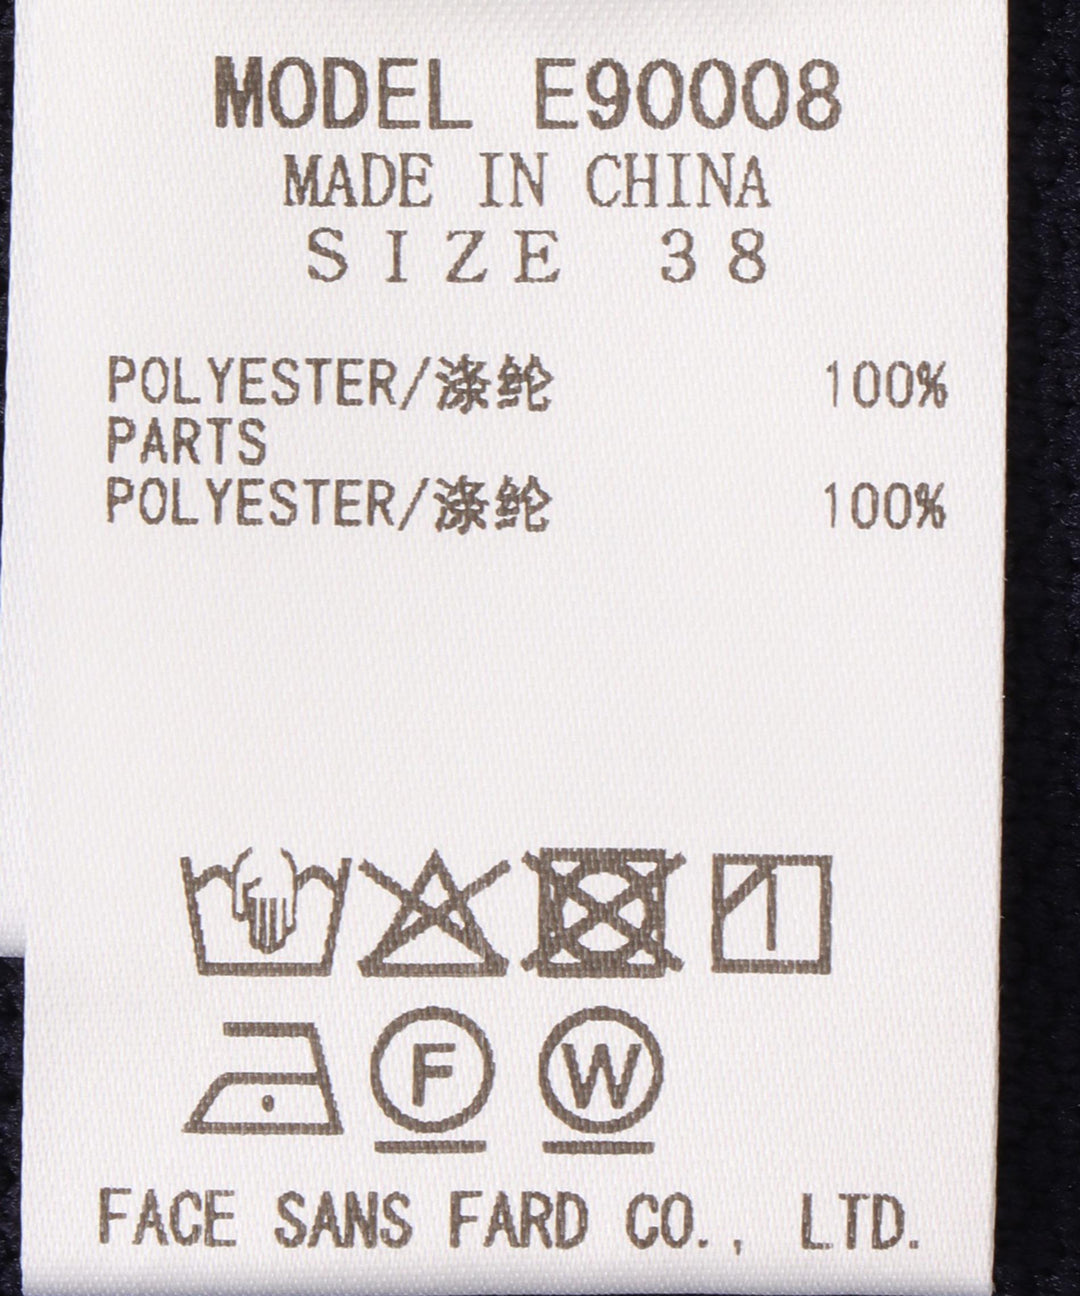 MODEL E90008
MADE IN CHINA
SIZE 38
POLYESTER/涤纶 100%
PARTS
POLYESTER/涤纶 100%
F W
FACE SANS FARD CO., LTD.